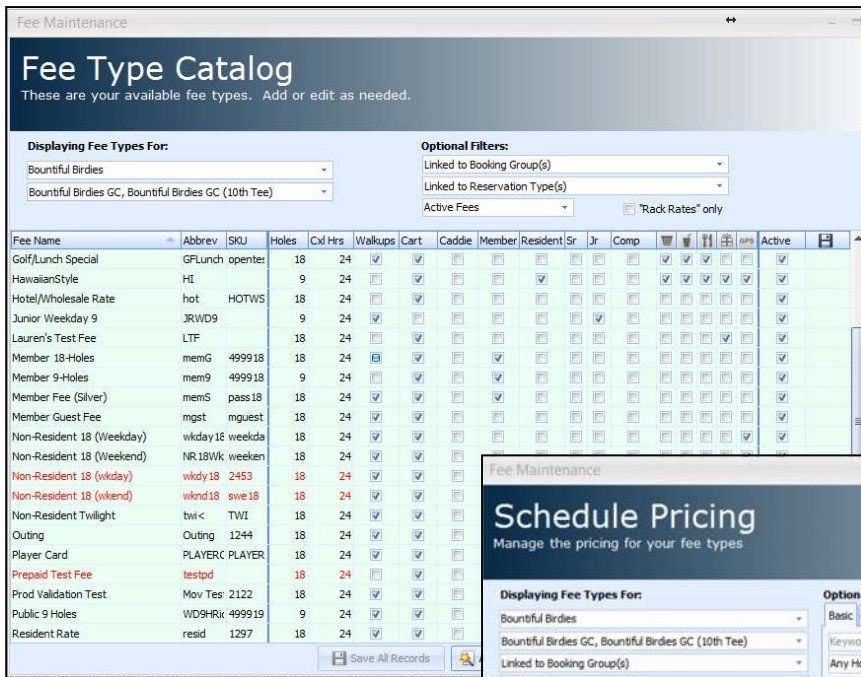 Fee Maintenance
Fee Type Catalog
These are your available fee types. Add or edit as needed.
Displaying Fee Types For:
Optional Filters:
Bountiful Birdies
Linked to Booking Group(s)
Bountiful Birdies GC, Bountiful Birdies GC (10th Tee)
Linked to Reservation Type(s)
Active Fees
"Rack Rates" only
Fee Name Abbrev SKU Holes Cxl Hrs Walkups Cart Caddie Member Resident Sr Jr Comp GPS Active
Golf/Lunch Special GFLunch opentes 18 24
HawaiianStyle HI 9 24
Hotel/Wholesale Rate hot HOTWS 18 24
Junior Weekday 9 JRWD9 9 24
Lauren's Test Fee LTF 18 24
Member 18-Holes memG 499918 18 24
Member 9-Holes mem9 499918 9 24
Member Fee (Silver) memS pass18 18 24
Member Guest Fee mgst mguest 18 24
Non-Resident 18 (Weekday) wkday18 weekda 18 24
Non-Resident 18 (Weekend) NR18Wk weeken 18 24
Non-Resident 18 (wkday) wkdy18 2453 18 24
Non-Resident 18 (wkend) wknd18 swe18 18 24
Non-Resident Twilight twi< TWI 18 24
Outing Outing 1244 18 24
Player Card PLAYERC PLAYER 18 24
Prepaid Test Fee testpd 18 24
Prod Validation Test Mov Tes 2122 18 24
Public 9 Holes WD9HRi 499919 9 24
Resident Rate resid 1297 18 24
Save All Records
Fee Maintenance
Schedule Pricing
Manage the pricing for your fee types
Displaying Fee Types For:
Option
Bountiful Birdies
Basic
Bountiful Birdies GC, Bountiful Birdies GC (10th Tee)
Keywo
Linked to Booking Group(s)
Any Ho